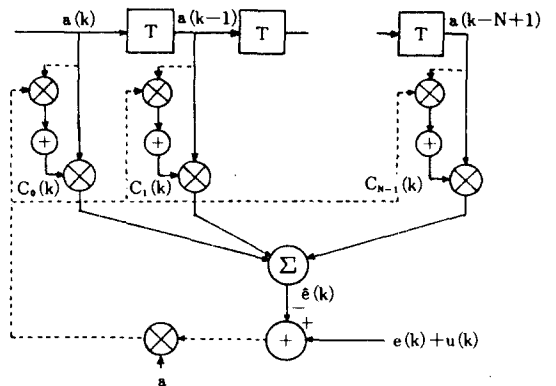 a(k)
T
a(k−1)
T
T
a(k−N+1)
C₀(k)
C₁(k)
C_{N−1}(k)
Σ
ê(k)
−
+
e(k)+u(k)
a